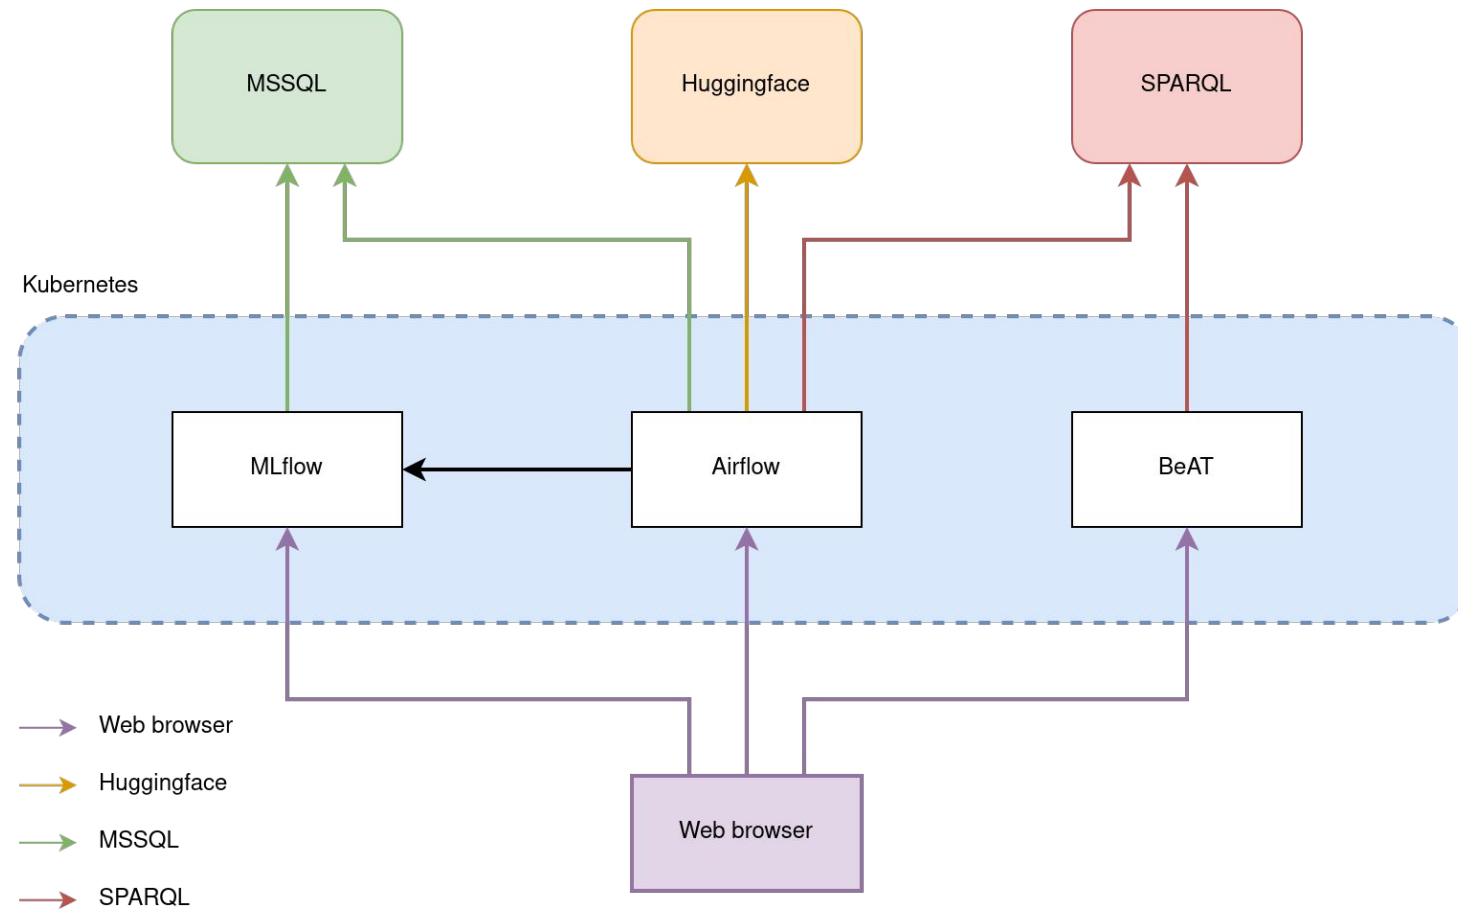 MSSQL
Huggingface
SPARQL
Kubernetes
MLflow
Airflow
BeAT
Web browser
Huggingface
MSSQL
SPARQL
Web browser